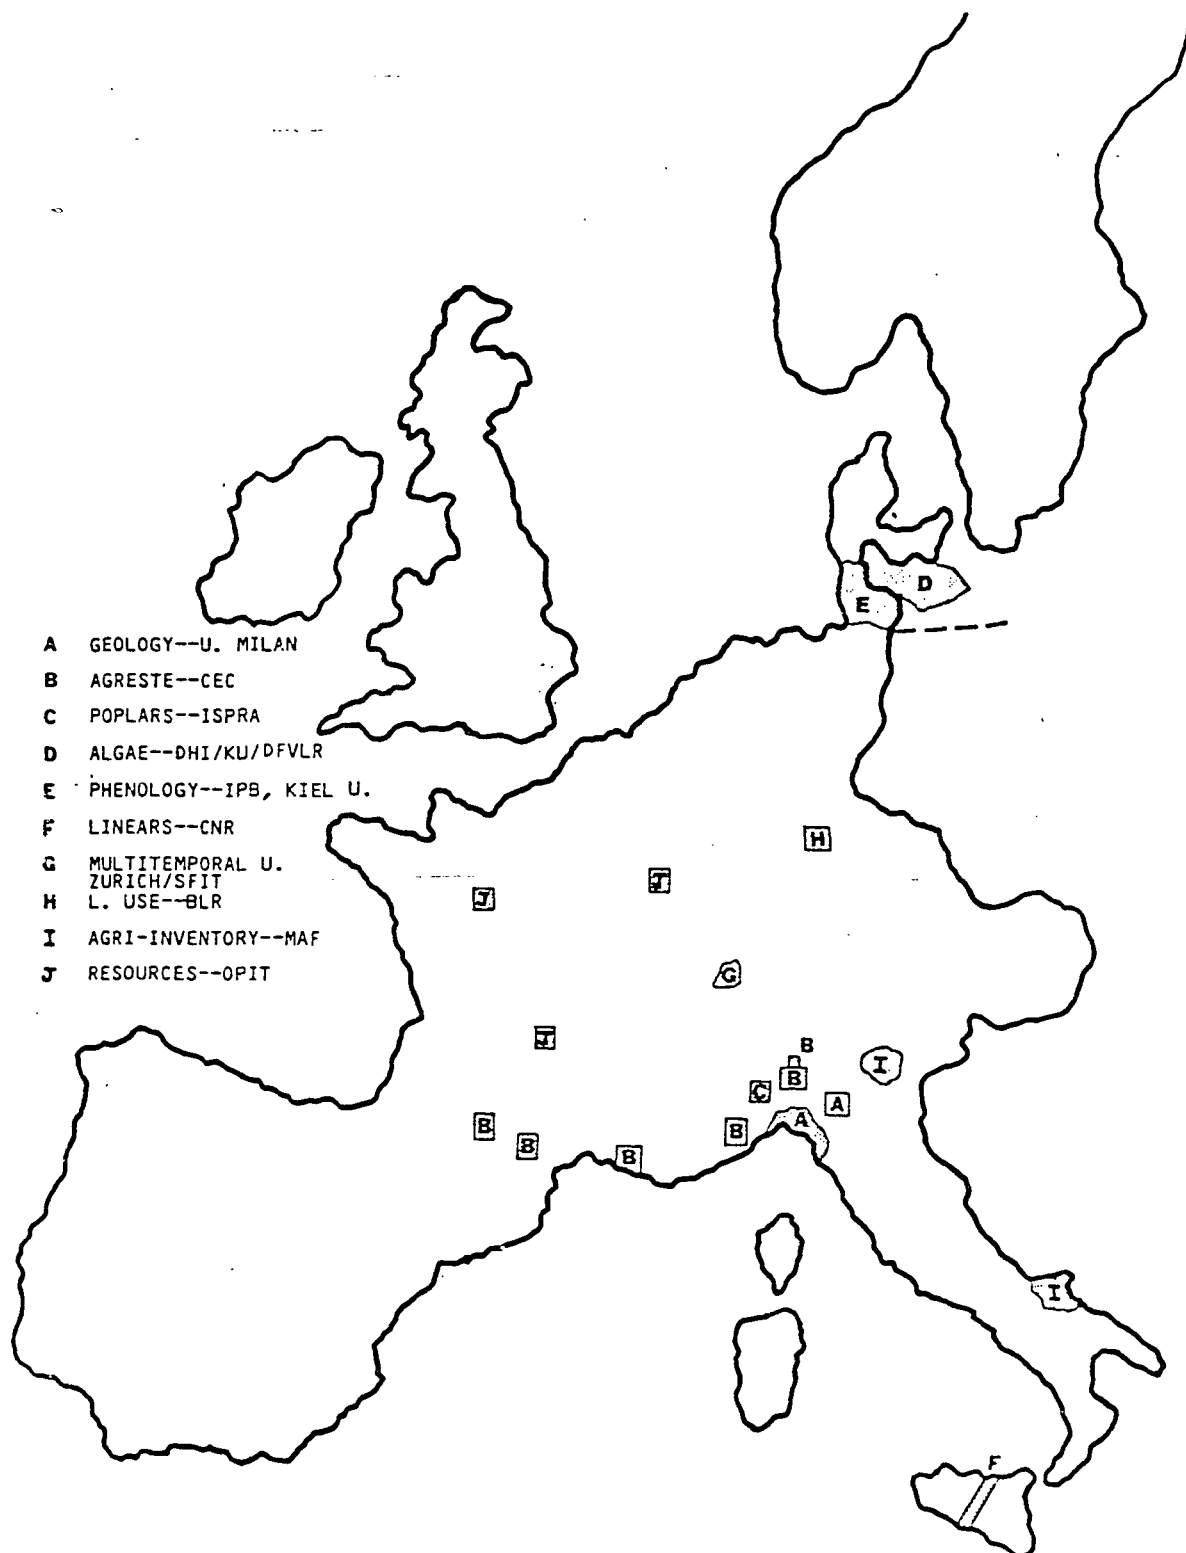 D
E
A GEOLOGY--U. MILAN
B AGRESTE--CEC
C POPLARS--ISPRA
D ALGAE--DHI/KU/DFVLR
E PHENOLOGY--IPB, KIEL U.
F LINEARS--CNR
G MULTITEMPORAL U.
ZURICH/SFIT
H L. USE--BLR
I AGRI-INVENTORY--MAF
J RESOURCES--OPIT
H
J
J
G
J
B
I
B
C
A
A
B
B
B
B
I
F